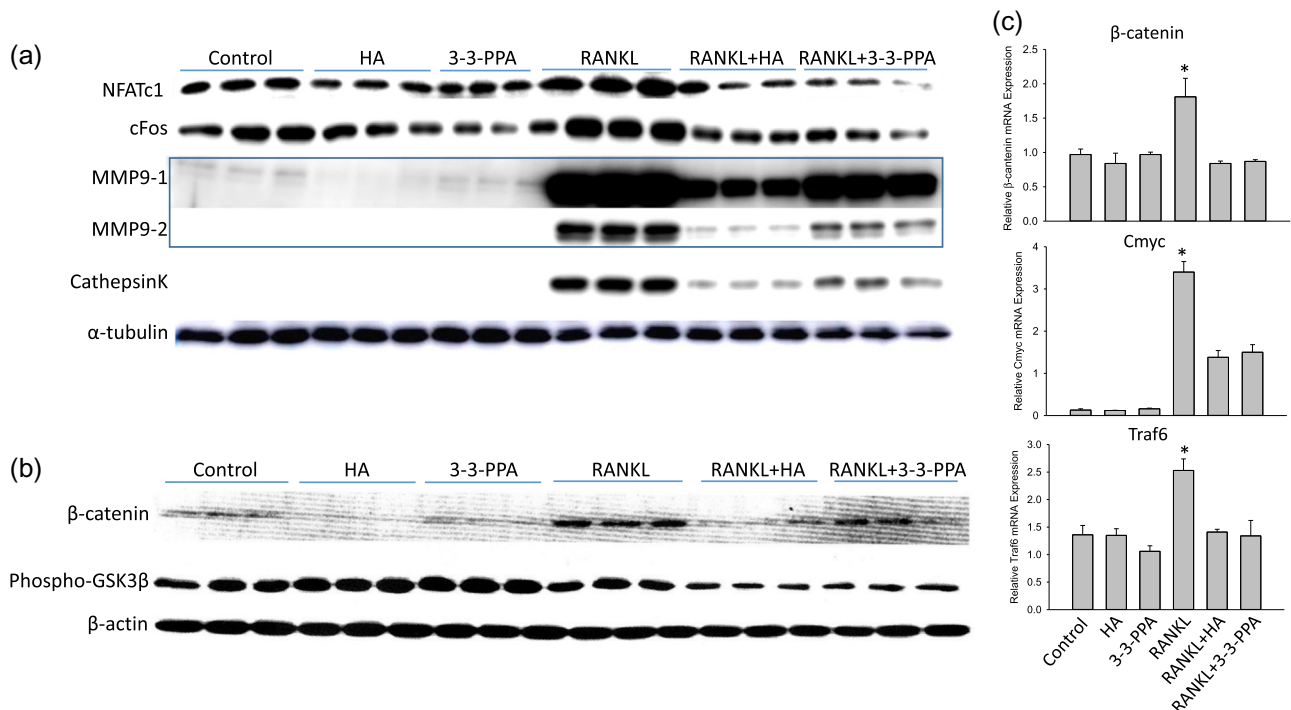 (a)
Control HA 3-3-PPA RANKL RANKL+HA RANKL+3-3-PPA
NFATc1
cFos
MMP9-1
MMP9-2
CathepsinK
α-tubulin
(b)
Control HA 3-3-PPA RANKL RANKL+HA RANKL+3-3-PPA
β-catenin
Phospho-GSK3β
β-actin
(c)
β-catenin
Relative β-cantenin mRNA Expression
2.5
2.0
1.5
1.0
0.5
0.0
*
Cmyc
Relative Cmyc mRNA Expression
4
3
2
1
0
*
Traf6
Relative Traf6 mRNA Expression
3.0
2.5
2.0
1.5
1.0
0.5
0.0
*
Control HA 3-3-PPA RANKL RANKL+HA RANKL+3-3-PPA